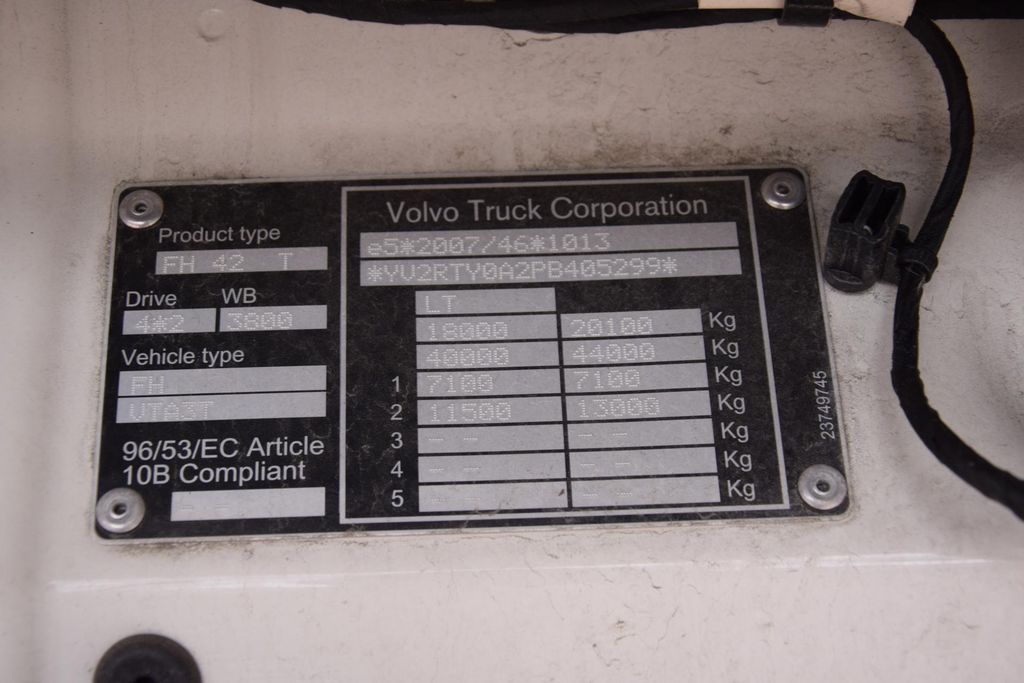 Product type
FH 42 T
Drive WB
4*2 3800
Vehicle type
FH
VTA3T
96/53/EC Article
10B Compliant
- -
Volvo Truck Corporation
e5*2007/46*1013
*YV2RTY0A2PB405299*
LT
18000 20100 Kg
40000 44000 Kg
1 7100 7100 Kg
2 11500 13000 Kg
3 -- -- -- -- Kg
4 -- -- -- -- Kg
5 -- -- -- -- Kg
23749745